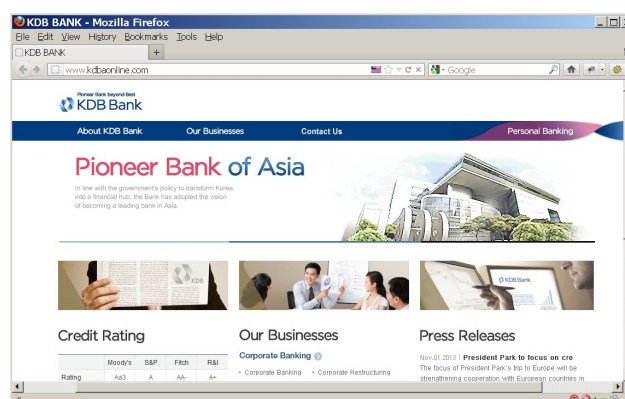 KDB BANK - Mozilla Firefox
File Edit View History Bookmarks Tools Help
KDB BANK +
www.kdbaonline.com Google
Pioneer Bank beyond Best
KDB Bank
About KDB Bank Our Businesses Contact Us Personal Banking
Pioneer Bank of Asia
In line with the government's policy to transform Korea
into a financial hub, the Bank has adopted the vision
of becoming a leading bank in Asia.
KDB
KDB Bank
Credit Rating Our Businesses Press Releases
Moody's S&P Fitch R&I
Rating Aa3 A AA- A+
Corporate Banking
• Corporate Banking • Corporate Restructuring
Nov.01.2013 | President Park to focus on cre
The focus of President Park's trip to Europe will be
strengthening cooperation with European countries in